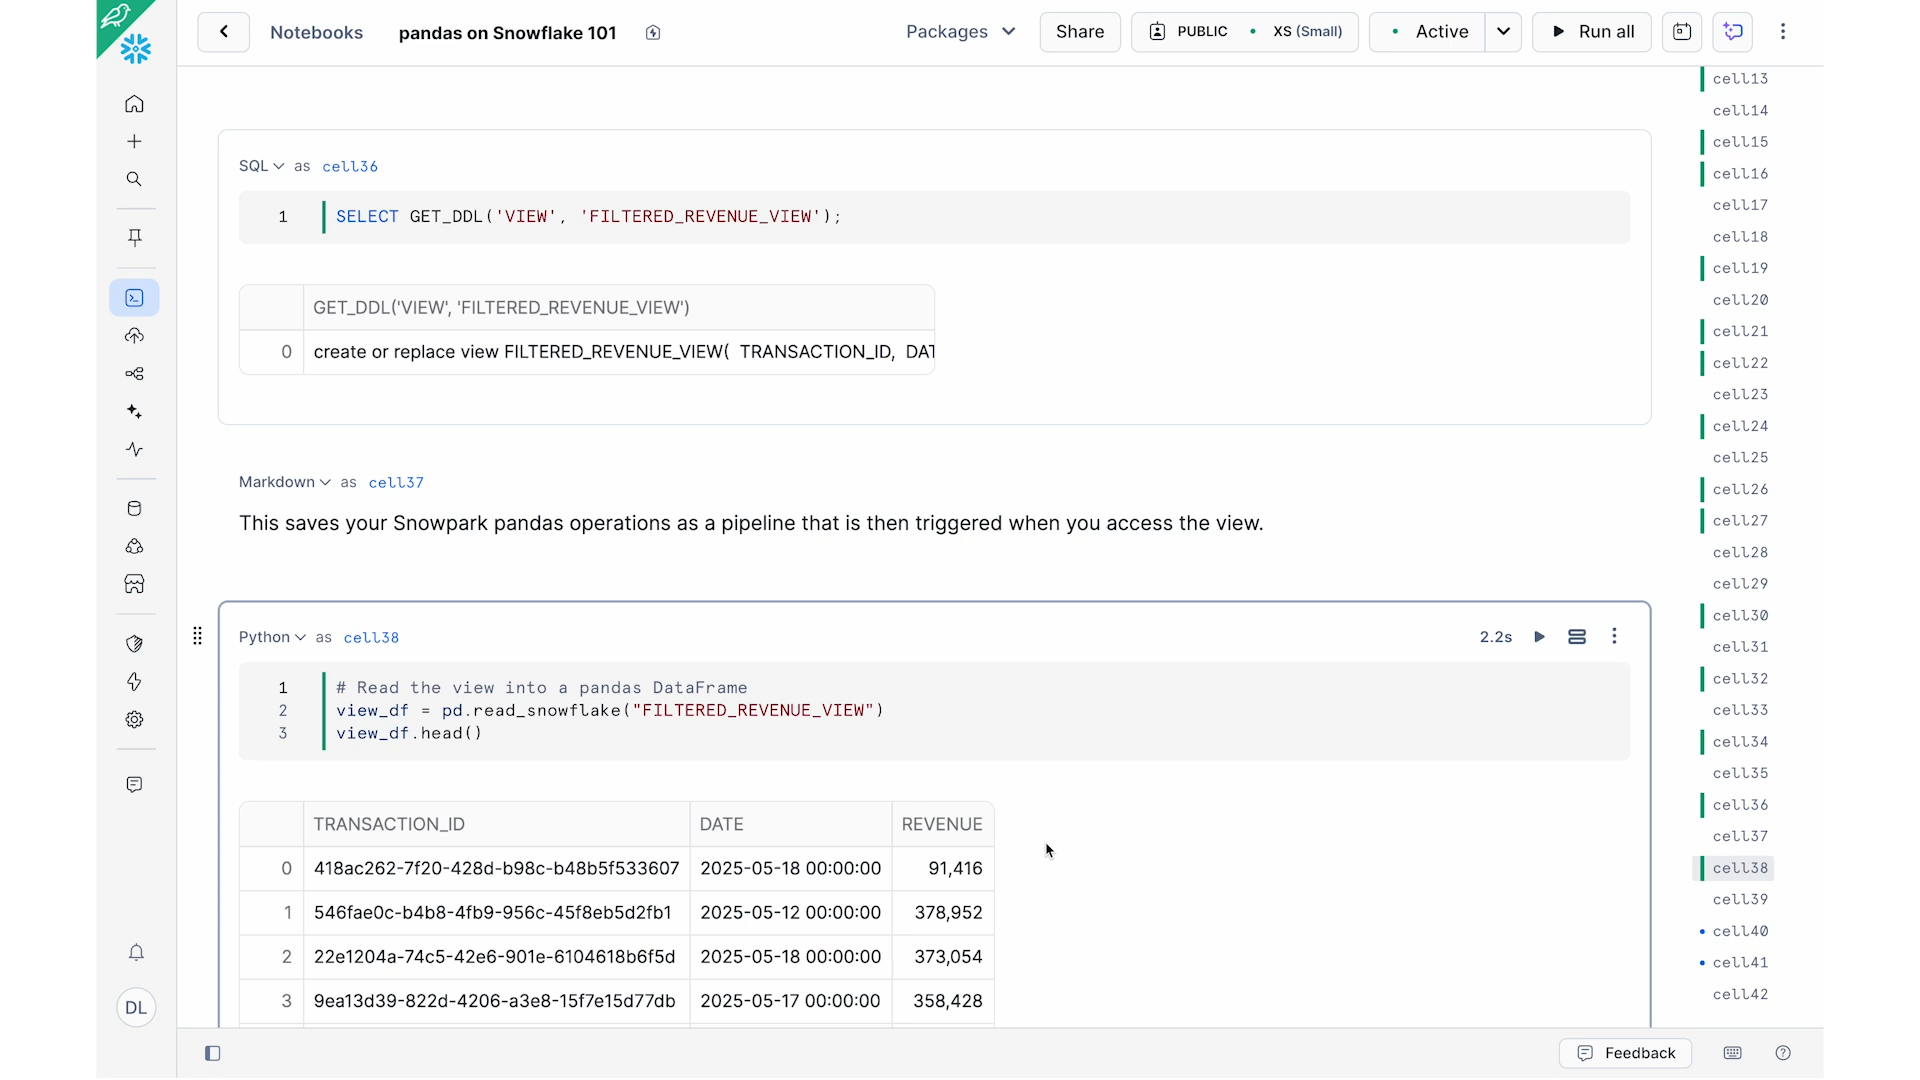 Notebooks
pandas on Snowflake 101
Packages
Share
PUBLIC • XS (Small)
• Active
Run all
SQL as cell36
1 SELECT GET_DDL('VIEW', 'FILTERED_REVENUE_VIEW');
GET_DDL('VIEW', 'FILTERED_REVENUE_VIEW')
0 create or replace view FILTERED_REVENUE_VIEW( TRANSACTION_ID, DAT
Markdown as cell37
This saves your Snowpark pandas operations as a pipeline that is then triggered when you access the view.
Python as cell38
2.2s
1 # Read the view into a pandas DataFrame
2 view_df = pd.read_snowflake("FILTERED_REVENUE_VIEW")
3 view_df.head()
TRANSACTION_ID DATE REVENUE
0 418ac262-7f20-428d-b98c-b48b5f533607 2025-05-18 00:00:00 91,416
1 546fae0c-b4b8-4fb9-956c-45f8eb5d2fb1 2025-05-12 00:00:00 378,952
2 22e1204a-74c5-42e6-901e-6104618b6f5d 2025-05-18 00:00:00 373,054
3 9ea13d39-822d-4206-a3e8-15f7e15d77db 2025-05-17 00:00:00 358,428
cell13
cell14
cell15
cell16
cell17
cell18
cell19
cell20
cell21
cell22
cell23
cell24
cell25
cell26
cell27
cell28
cell29
cell30
cell31
cell32
cell33
cell34
cell35
cell36
cell37
cell38
cell39
cell40
cell41
cell42
DL
Feedback